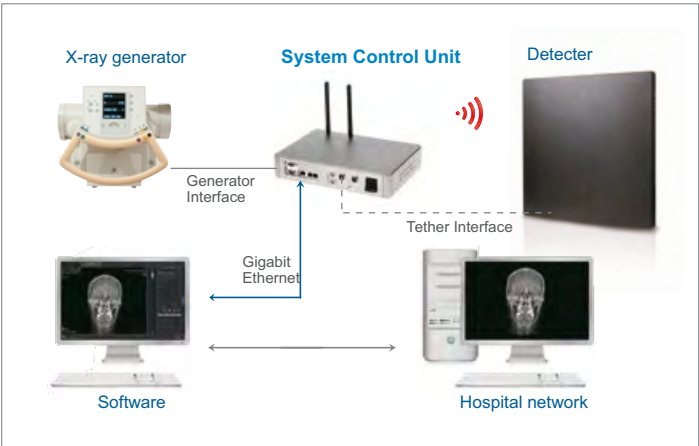 X-ray generator
System Control Unit
Detecter
Generator
Interface
Tether Interface
Gigabit
Ethernet
Software
Hospital network